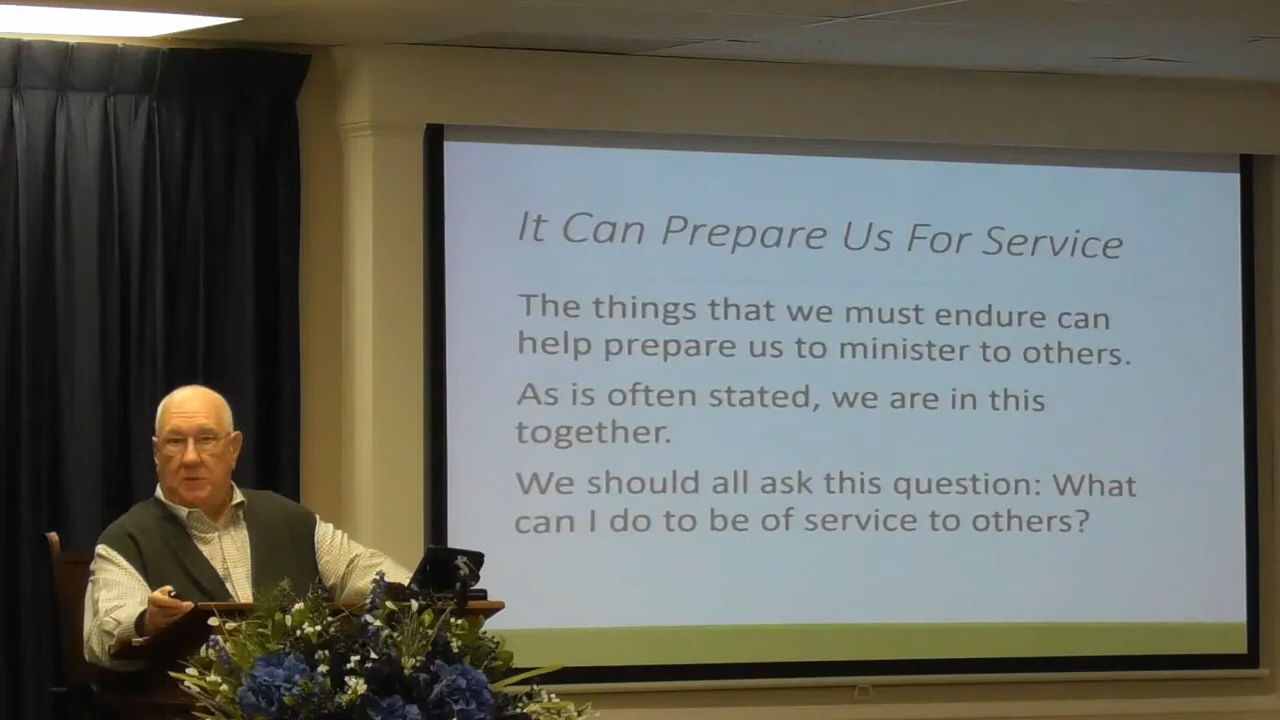 It Can Prepare Us For Service
The things that we must endure can
help prepare us to minister to others.
As is often stated, we are in this
together.
We should all ask this question: What
can I do to be of service to others?